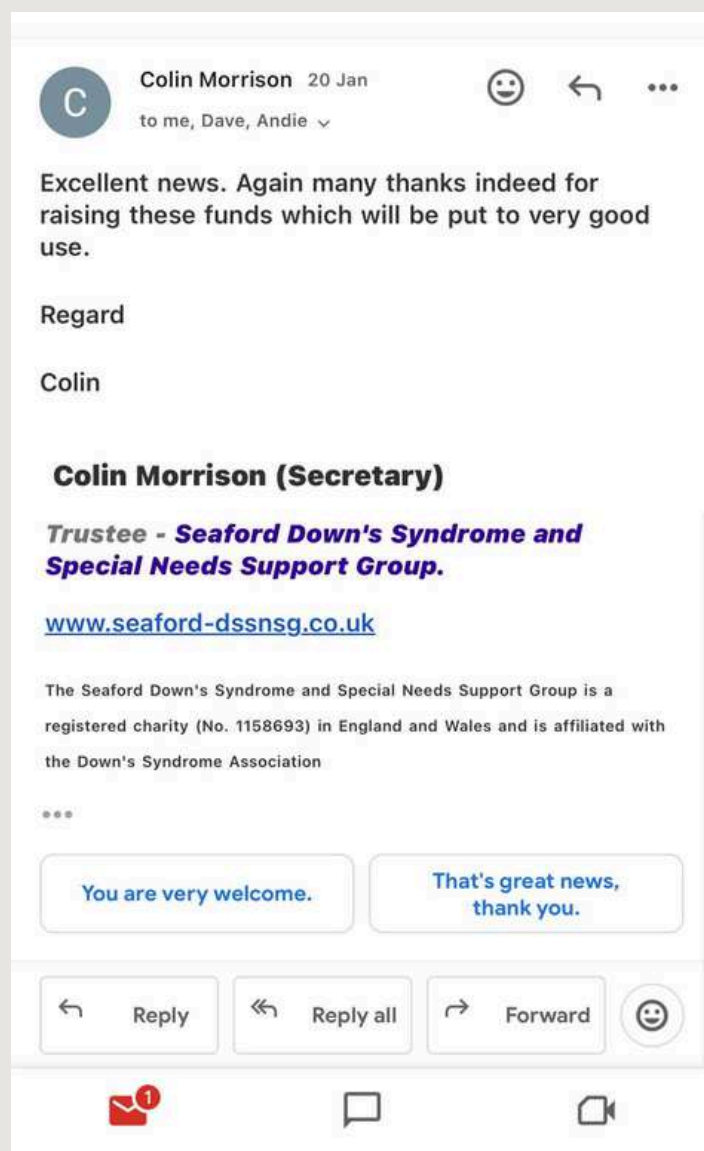 C
Colin Morrison 20 Jan
to me, Dave, Andie
Excellent news. Again many thanks indeed for
raising these funds which will be put to very good
use.
Regard
Colin
Colin Morrison (Secretary)
Trustee - Seaford Down's Syndrome and
Special Needs Support Group.
www.seaford-dssnsg.co.uk
The Seaford Down's Syndrome and Special Needs Support Group is a
registered charity (No. 1158693) in England and Wales and is affiliated with
the Down's Syndrome Association
You are very welcome.
That's great news,
thank you.
Reply
Reply all
Forward
1